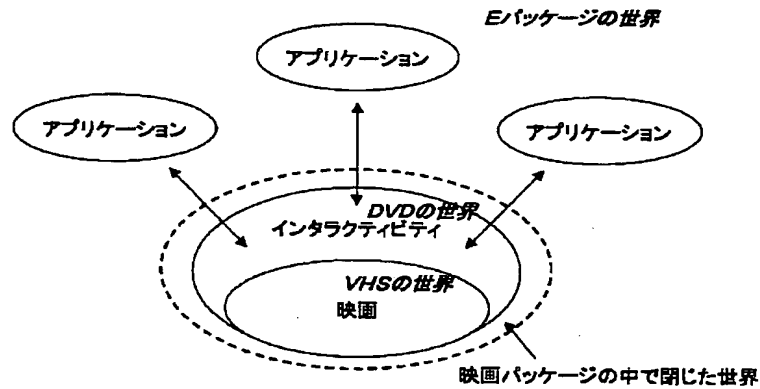 Eパッケージの世界
アプリケーション
アプリケーション
アプリケーション
DVDの世界
インタラクティビティ
VHSの世界
映画
映画パッケージの中で閉じた世界